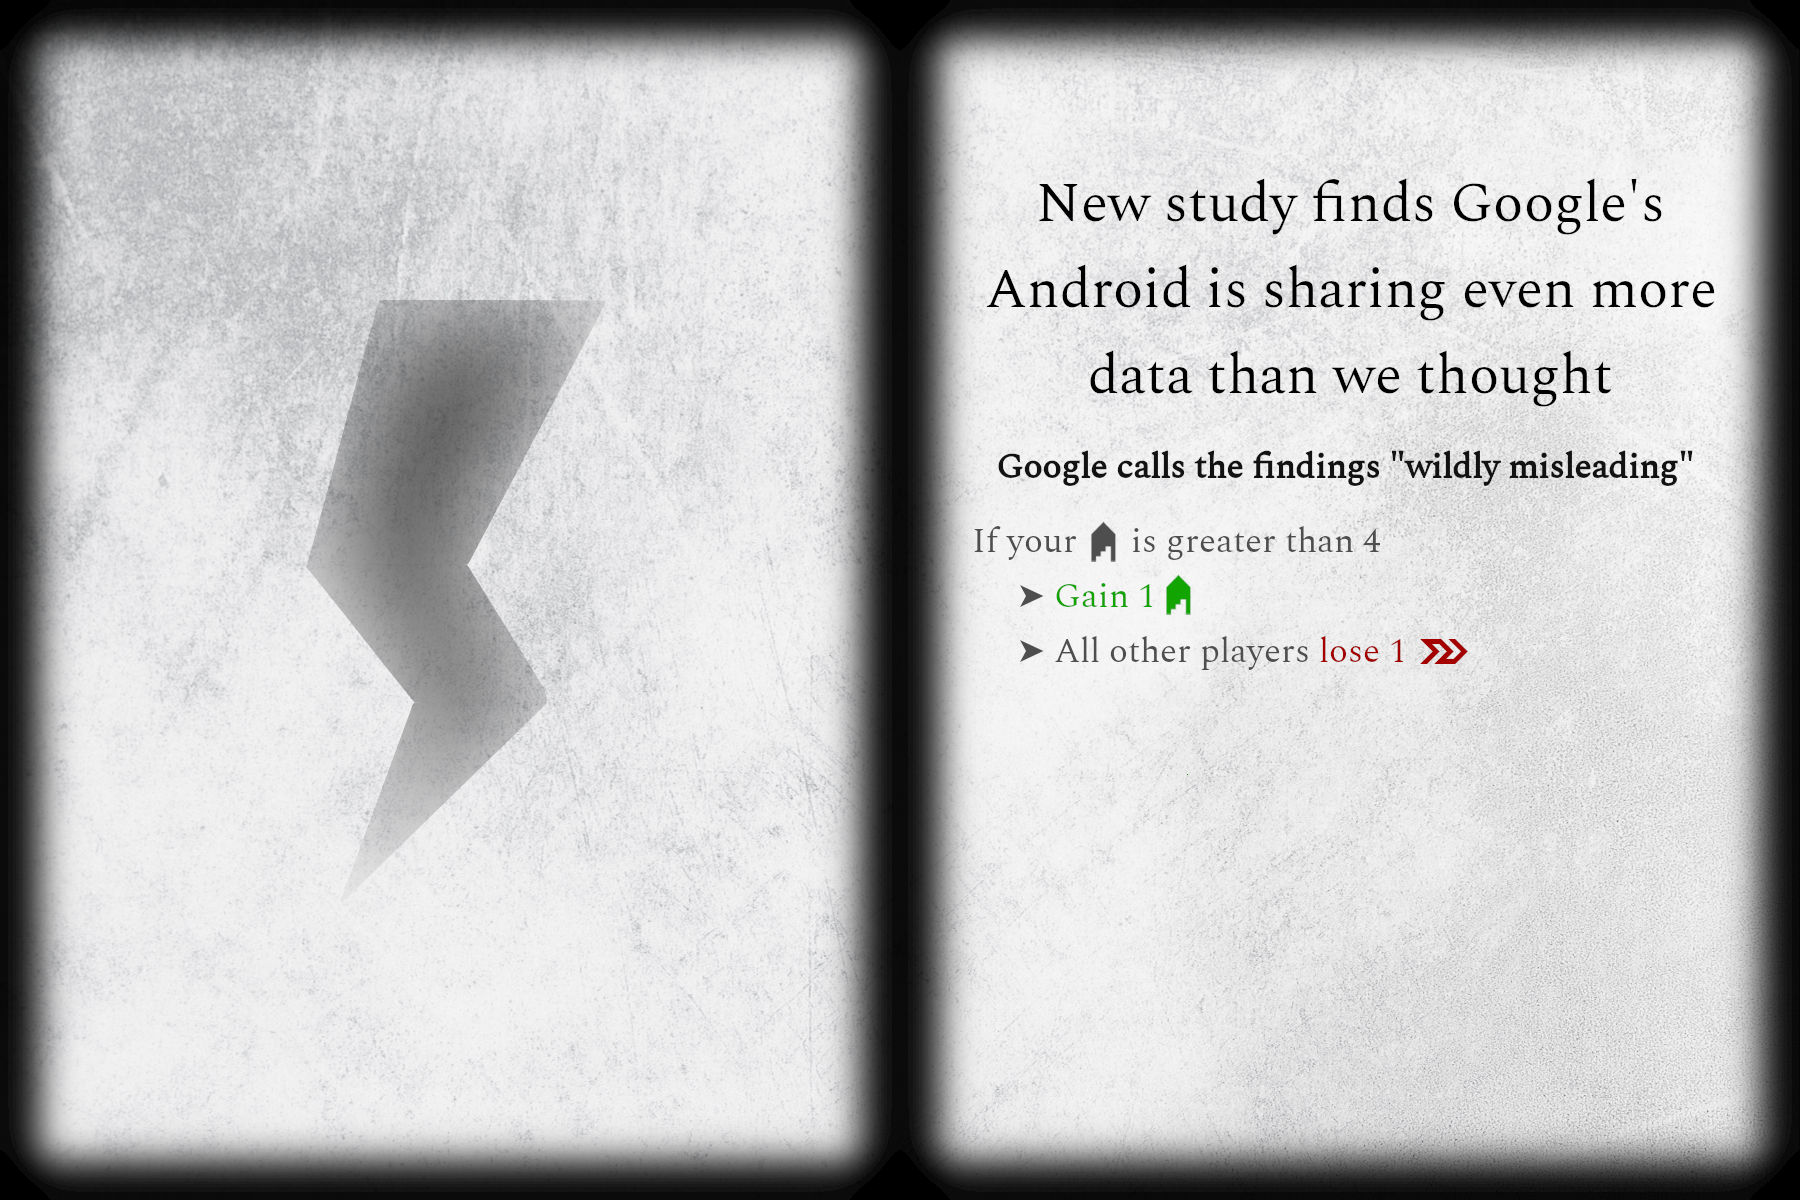 New study finds Google's
Android is sharing even more
data than we thought
Google calls the findings "wildly misleading"
If your is greater than 4
➤ Gain 1
➤ All other players lose 1